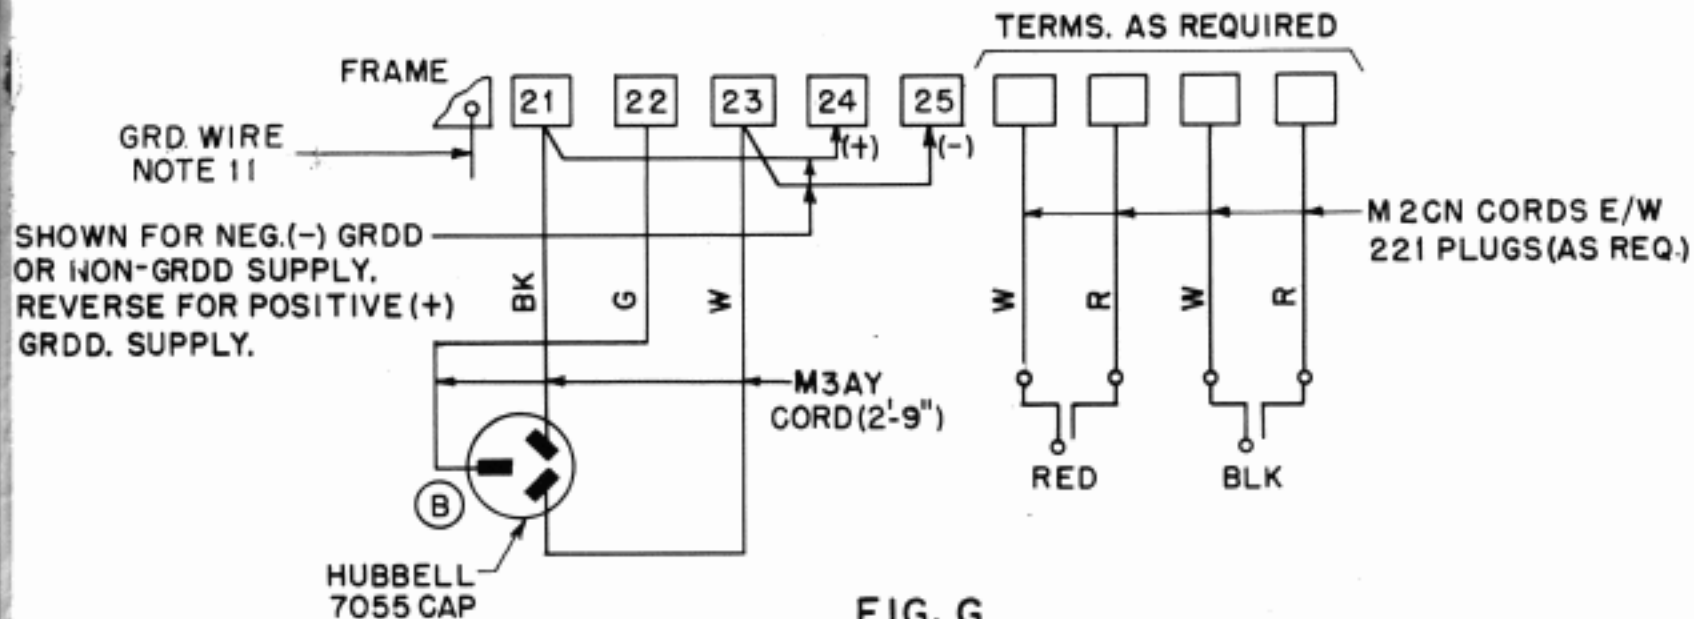 TERMS. AS REQUIRED
FRAME
21
22
23
24
25
(+)
(-)
GRD. WIRE
NOTE 11
SHOWN FOR NEG.(-) GRDD
OR NON-GRDD SUPPLY.
REVERSE FOR POSITIVE (+)
GRDD. SUPPLY.
BK
G
W
W
R
W
R
M2CN CORDS E/W
221 PLUGS (AS REQ.)
M3AY
CORD (2'-9")
RED
BLK
B
HUBBELL
7055 CAP
FIG. G